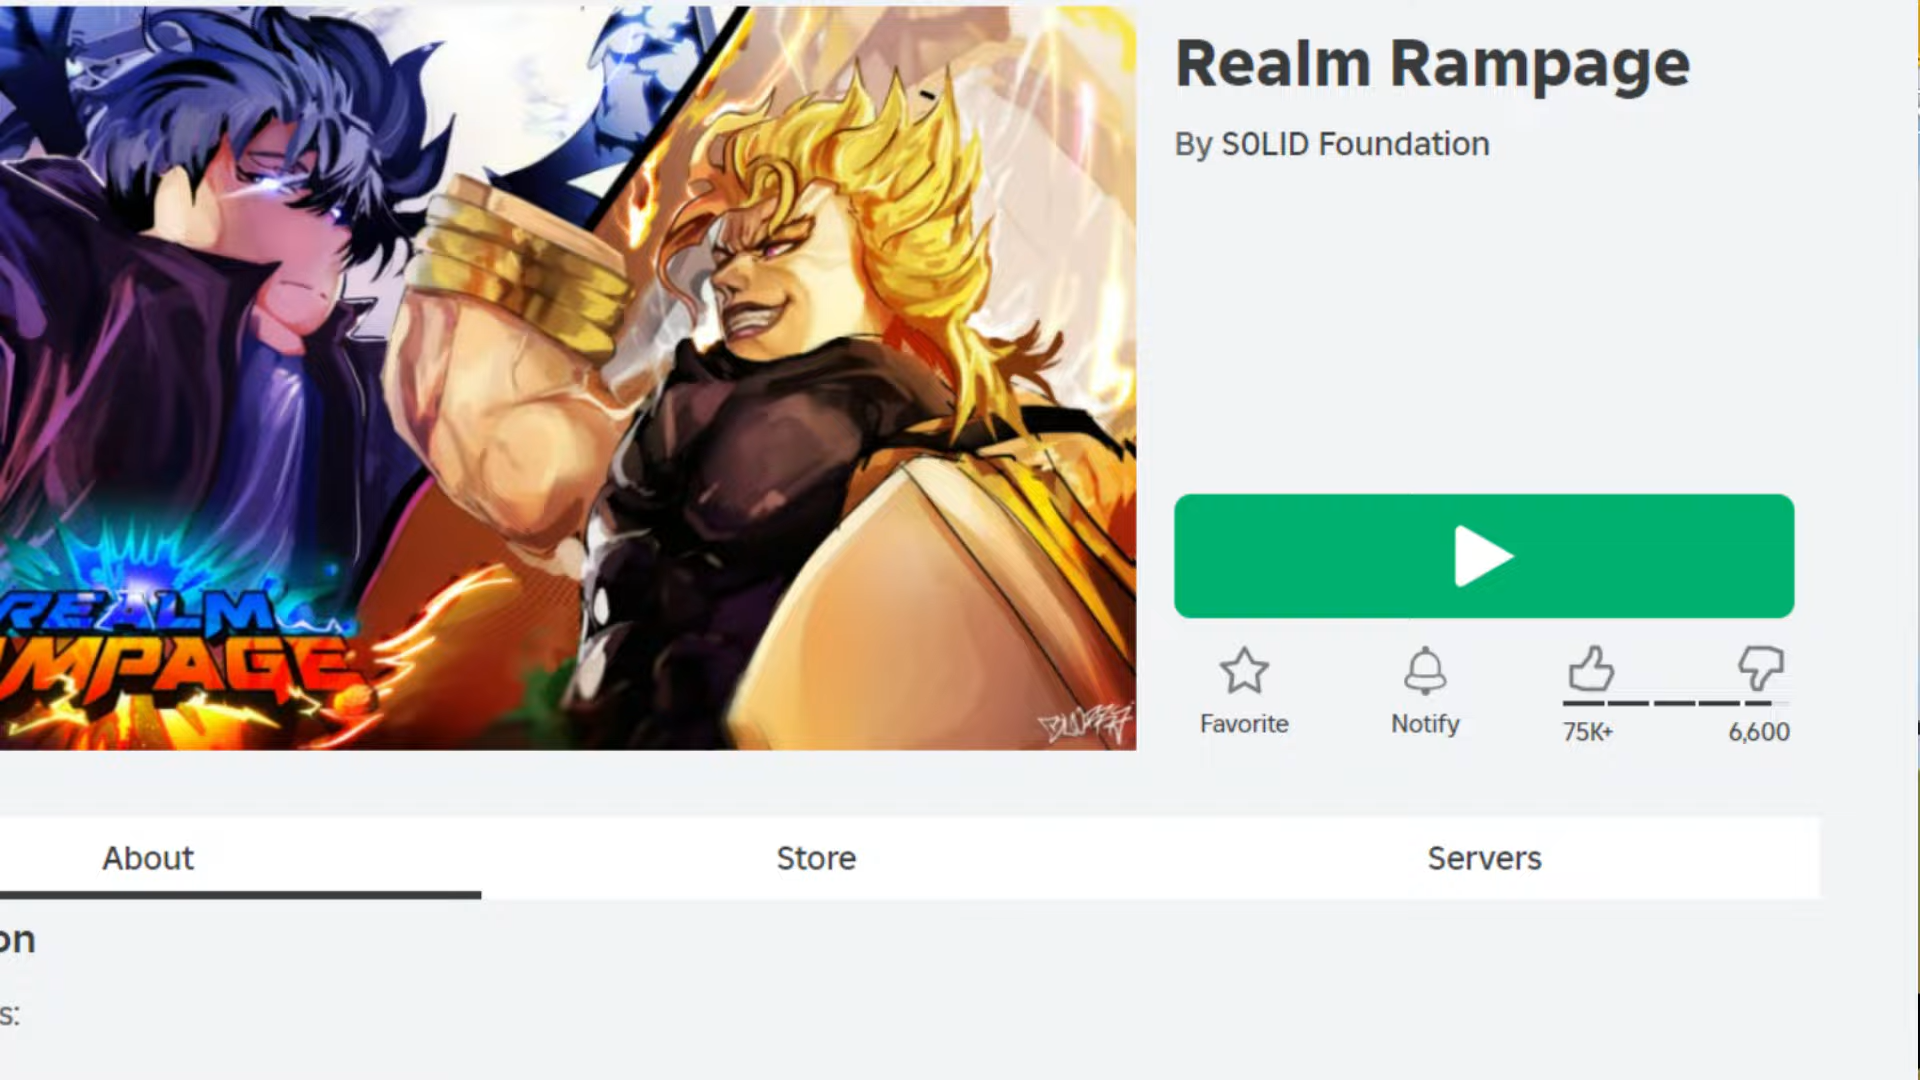 Realm Rampage
By S0LID Foundation
REALM
MPAGE
Favorite
Notify
75K+
6,600
About
Store
Servers
on
s: